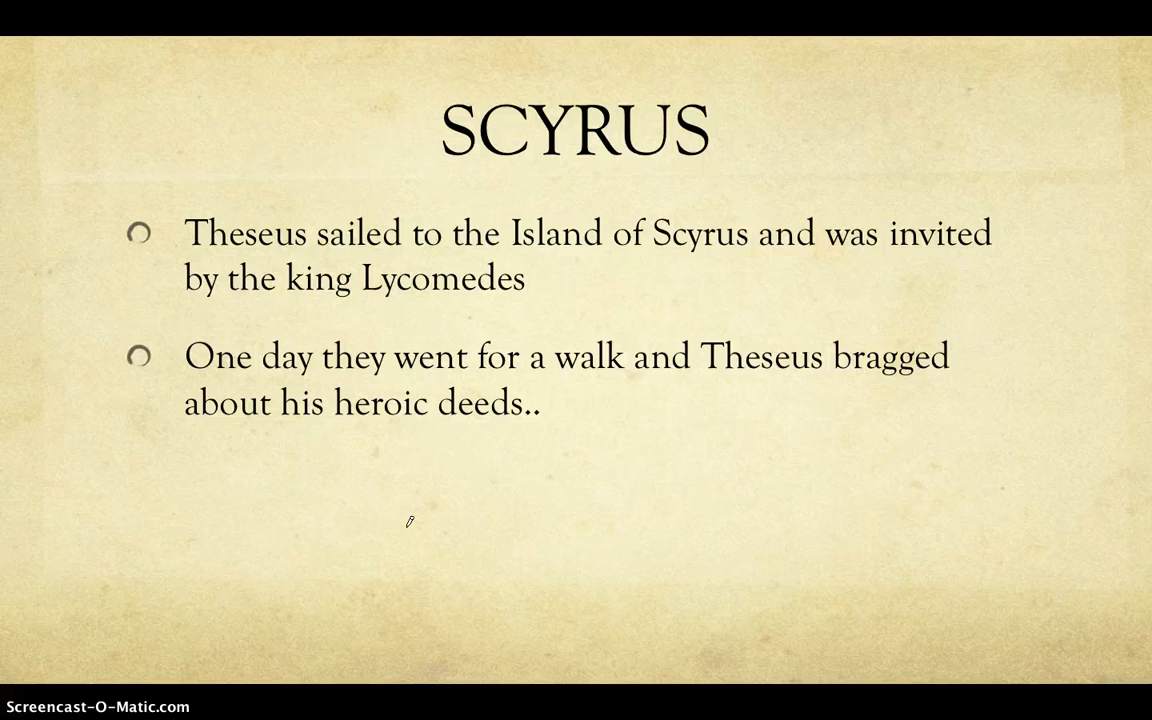 SCYRUS
Theseus sailed to the Island of Scyrus and was invited
by the king Lycomedes
One day they went for a walk and Theseus bragged
about his heroic deeds..
Screencast-O-Matic.com